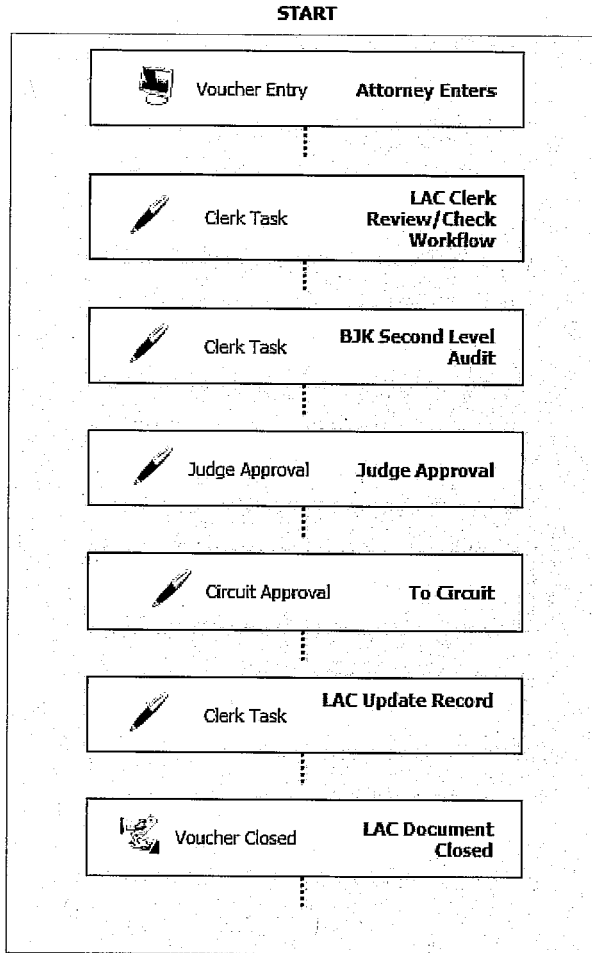 START
Voucher Entry Attorney Enters
LAC Clerk
Clerk Task Review/Check
Workflow
BJK Second Level
Clerk Task Audit
Judge Approval Judge Approval
Circuit Approval To Circuit
LAC Update Record
Clerk Task
LAC Document
Voucher Closed Closed